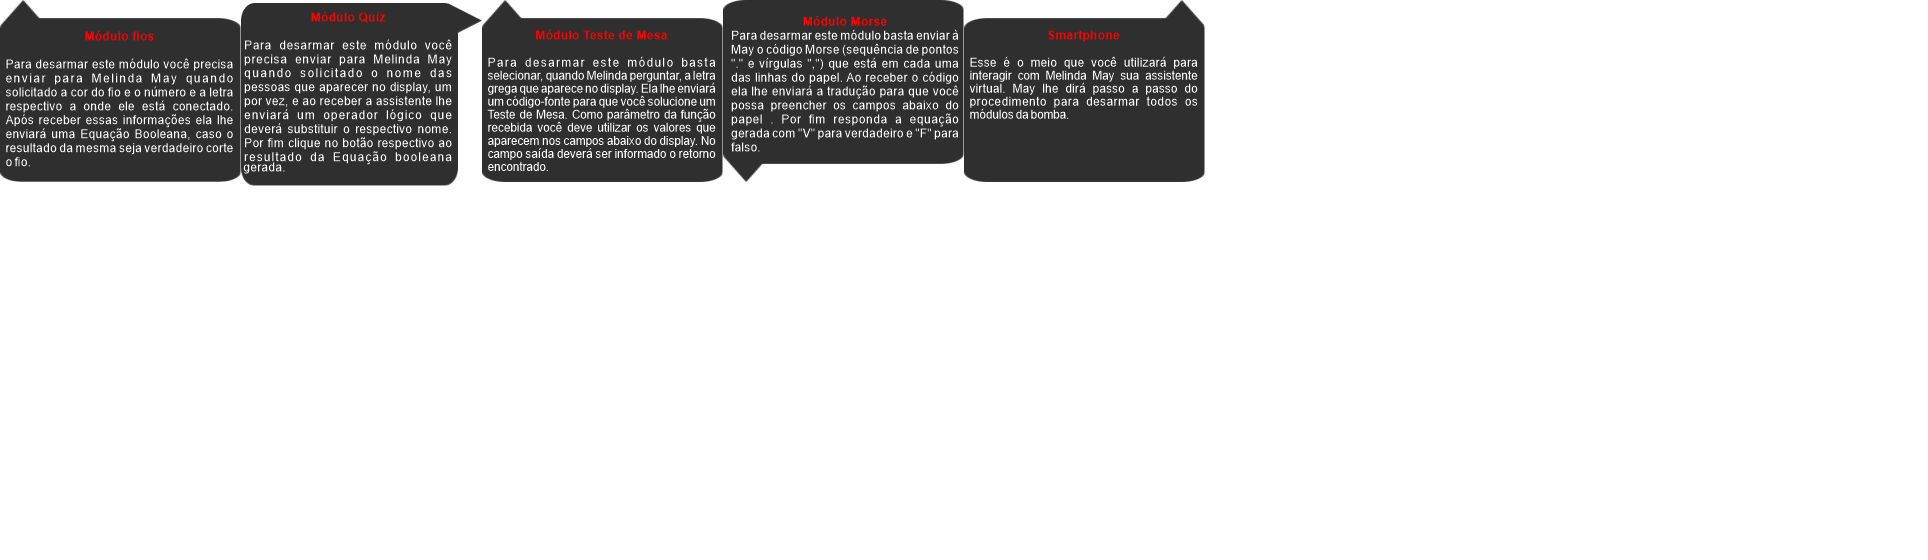 Módulo fios
Para desarmar este módulo você precisa
enviar para Melinda May quando
solicitado a cor do fio e o número e a letra
respectivo a onde ele está conectado.
Após receber essas informações ela lhe
enviará uma Equação Booleana, caso o
resultado da mesma seja verdadeiro corte
o fio.
Módulo Quiz
Para desarmar este módulo você
precisa enviar para Melinda May
quando solicitado o nome das
pessoas que aparecer no display, um
por vez, e ao receber a assistente lhe
enviará um operador lógico que
deverá substituir o respectivo nome.
Por fim clique no botão respectivo ao
resultado da Equação booleana
gerada.
Módulo Teste de Mesa
Para desarmar este módulo basta
selecionar, quando Melinda perguntar, a letra
grega que aparece no display. Ela lhe enviará
um código-fonte para que você solucione um
Teste de Mesa. Como parâmetro da função
recebida você deve utilizar os valores que
aparecem nos campos abaixo do display. No
campo saída deverá ser informado o retorno
encontrado.
Módulo Morse
Para desarmar este módulo basta enviar à
May o código Morse (sequência de pontos
"." e vírgulas ",") que está em cada uma
das linhas do papel. Ao receber o código
ela lhe enviará a tradução para que você
possa preencher os campos abaixo do
papel . Por fim responda a equação
gerada com "V" para verdadeiro e "F" para
falso.
Smartphone
Esse é o meio que você utilizará para
interagir com Melinda May sua assistente
virtual. May lhe dirá passo a passo do
procedimento para desarmar todos os
módulos da bomba.